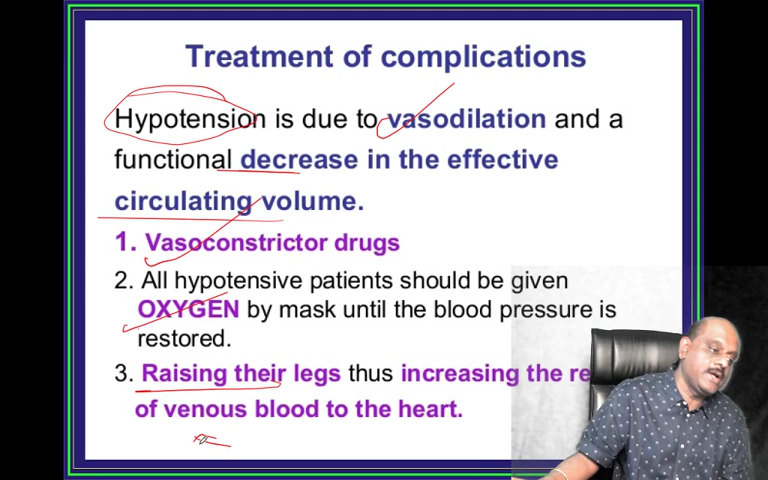 Treatment of complications
Hypotension is due to vasodilation and a
functional decrease in the effective
circulating volume.
1. Vasoconstrictor drugs
2. All hypotensive patients should be given
OXYGEN by mask until the blood pressure is
restored.
3. Raising their legs thus increasing the re
of venous blood to the heart.